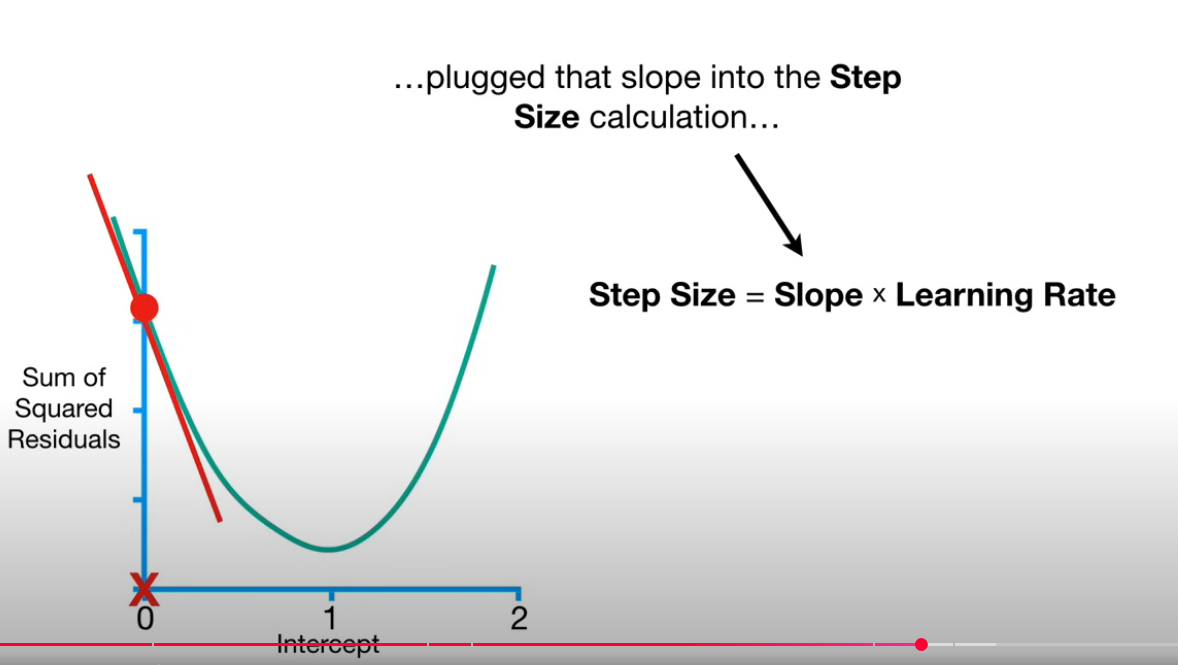 …plugged that slope into the Step
Size calculation…
Step Size = Slope x Learning Rate
Sum of
Squared
Residuals
X
0 1 2
Intercept